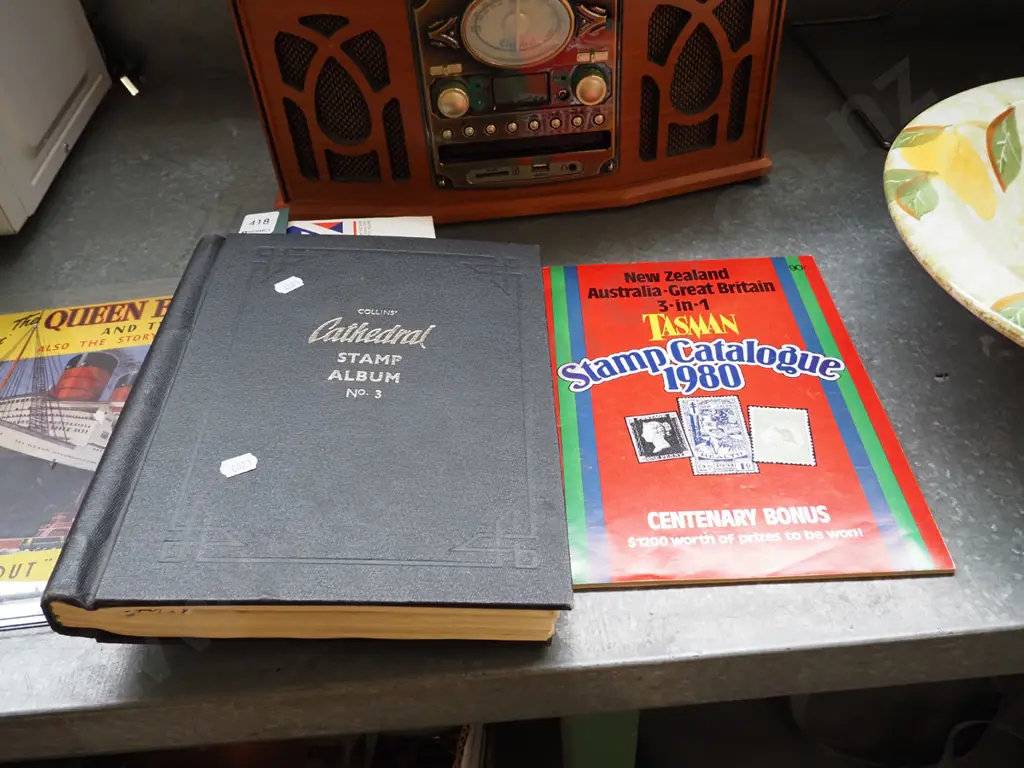 418
The QUEEN
AND T
ALSO THE STORY
OUT"
COLLINS'
Cathedral
STAMP
ALBUM
No. 3
New Zealand
Australia-Great Britain
3-in-1
TASMAN
Stamp Catalogue
1980
CENTENARY BONUS
$1200 worth of prizes to be won!